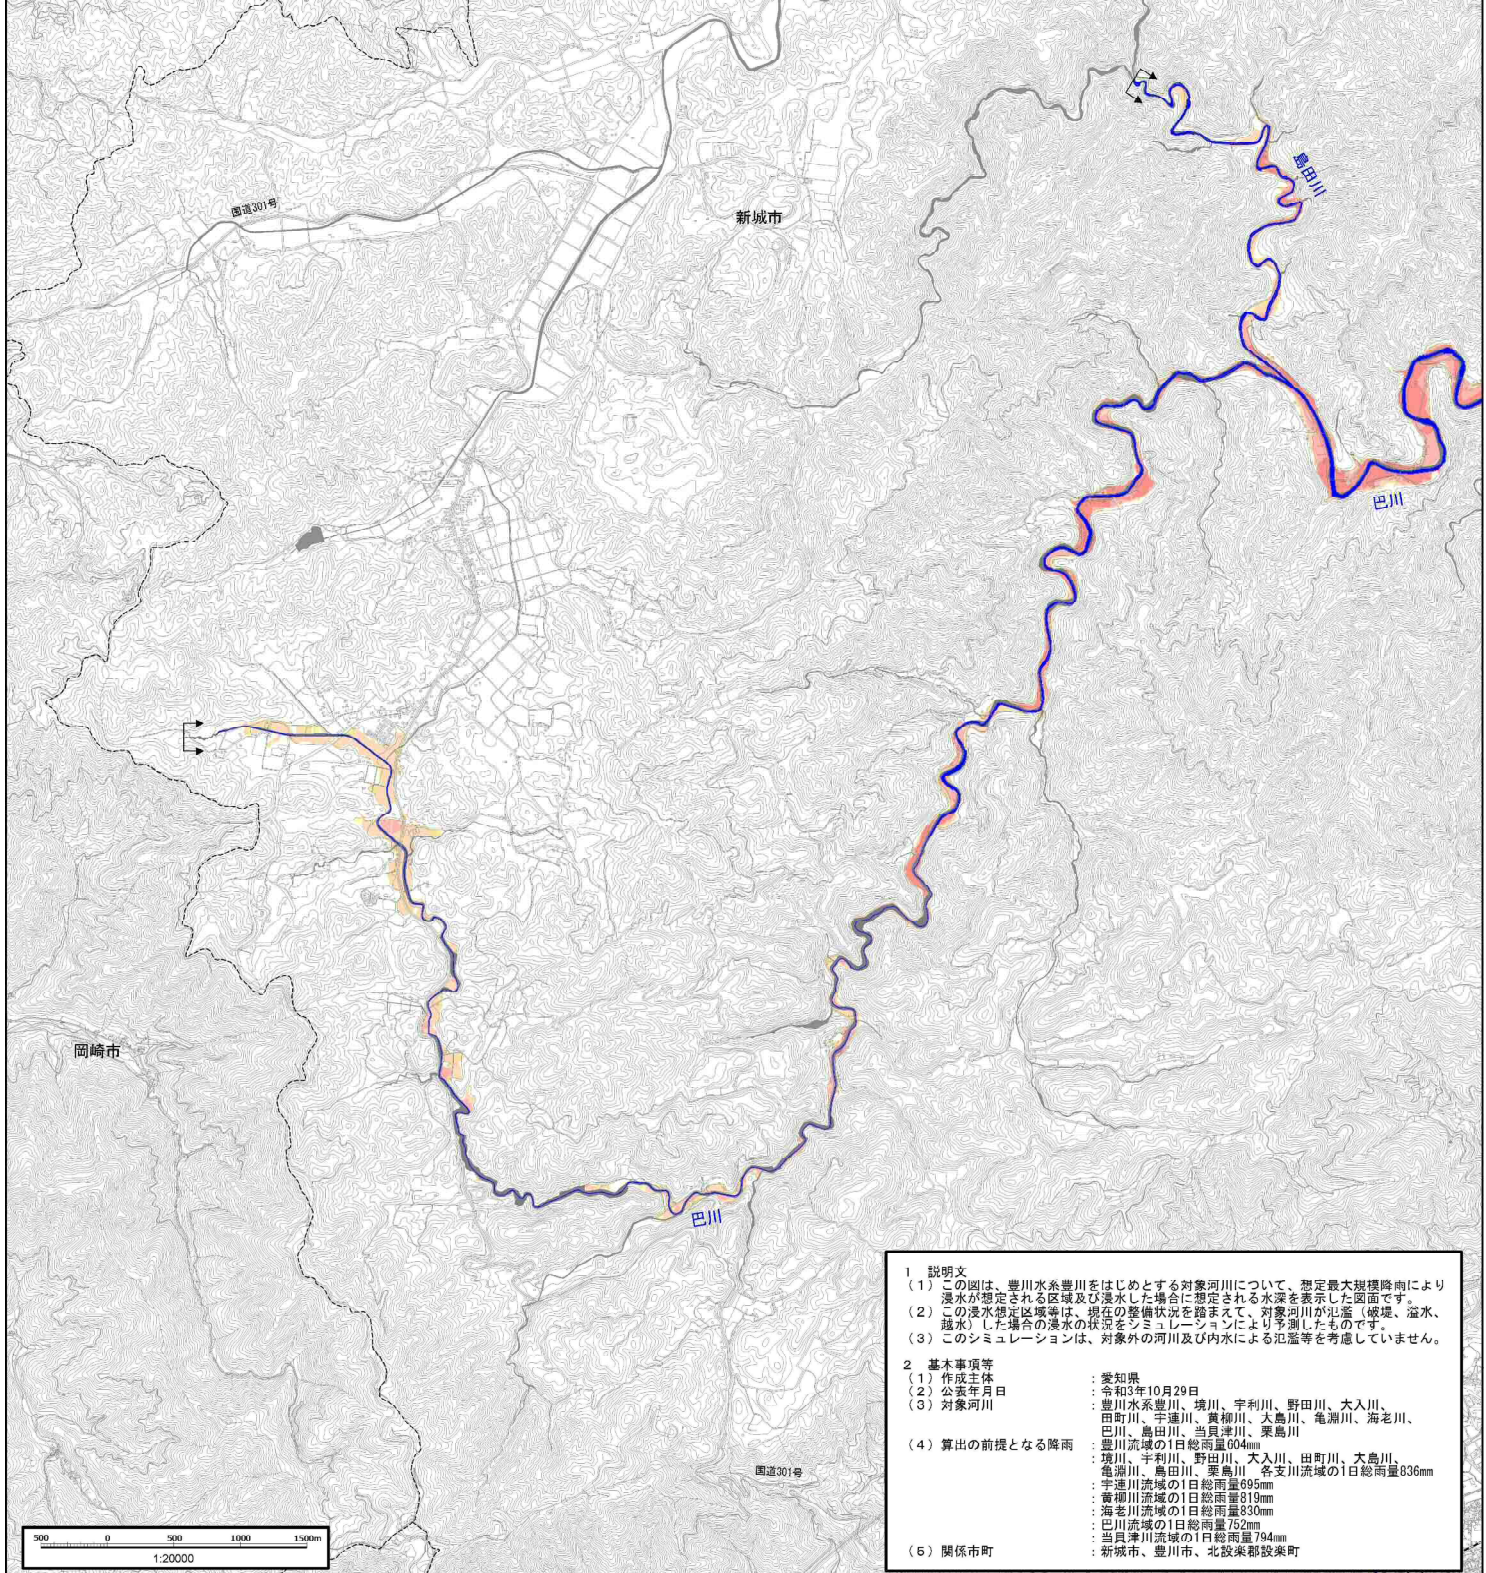 国道301号
新城市
島田川
巴川
岡崎市
巴川
国道301号
1 説明文
(1) この図は、豊川水系豊川をはじめとする対象河川について、想定最大規模降雨により
浸水が想定される区域及び浸水した場合に想定される水深を表示した図面です。
(2) この浸水想定区域等は、現在の整備状況を踏まえて、対象河川が氾濫（破堤、溢水、
越水）した場合の浸水の状況をシミュレーションにより予測したものです。
(3) このシミュレーションは、対象外の河川及び内水による氾濫等を考慮していません。
2 基本事項等
(1) 作成主体 : 愛知県
(2) 公表年月日 : 令和3年10月29日
(3) 対象河川 : 豊川水系豊川、境川、宇利川、野田川、大入川、
田町川、宇連川、黄柳川、大島川、亀淵川、海老川、
巴川、島田川、当貝津川、栗島川
(4) 算出の前提となる降雨 : 豊川流域の1日総雨量604mm
: 境川、宇利川、野田川、大入川、田町川、大島川、
亀淵川、島田川、栗島川 各支川流域の1日総雨量836mm
: 宇連川流域の1日総雨量695mm
: 黄柳川流域の1日総雨量819mm
: 海老川流域の1日総雨量830mm
: 巴川流域の1日総雨量752mm
: 当貝津川流域の1日総雨量794mm
(5) 関係市町 : 新城市、豊川市、北設楽郡設楽町
500 0 500 1000 1500m
1:20000